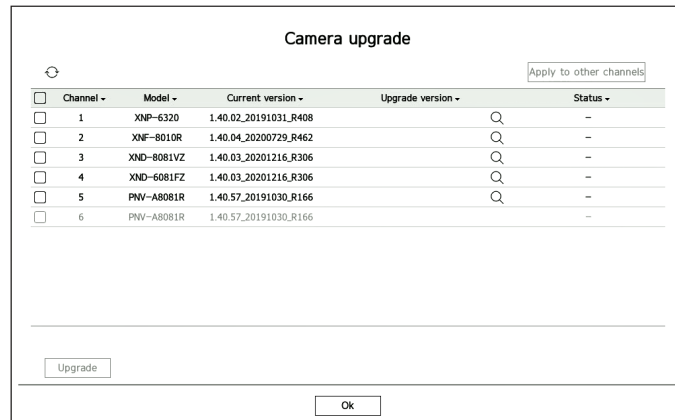 Camera upgrade
Apply to other channels
Channel Model Current version Upgrade version Status
1 XNP-6320 1.40.02_20191031_R408 –
2 XNF-8010R 1.40.04_20200729_R462 –
3 XND-8081VZ 1.40.03_20201216_R306 –
4 XND-6081FZ 1.40.03_20201216_R306 –
5 PNV-A8081R 1.40.57_20191030_R166 –
6 PNV-A8081R 1.40.57_20191030_R166 –
Upgrade
Ok